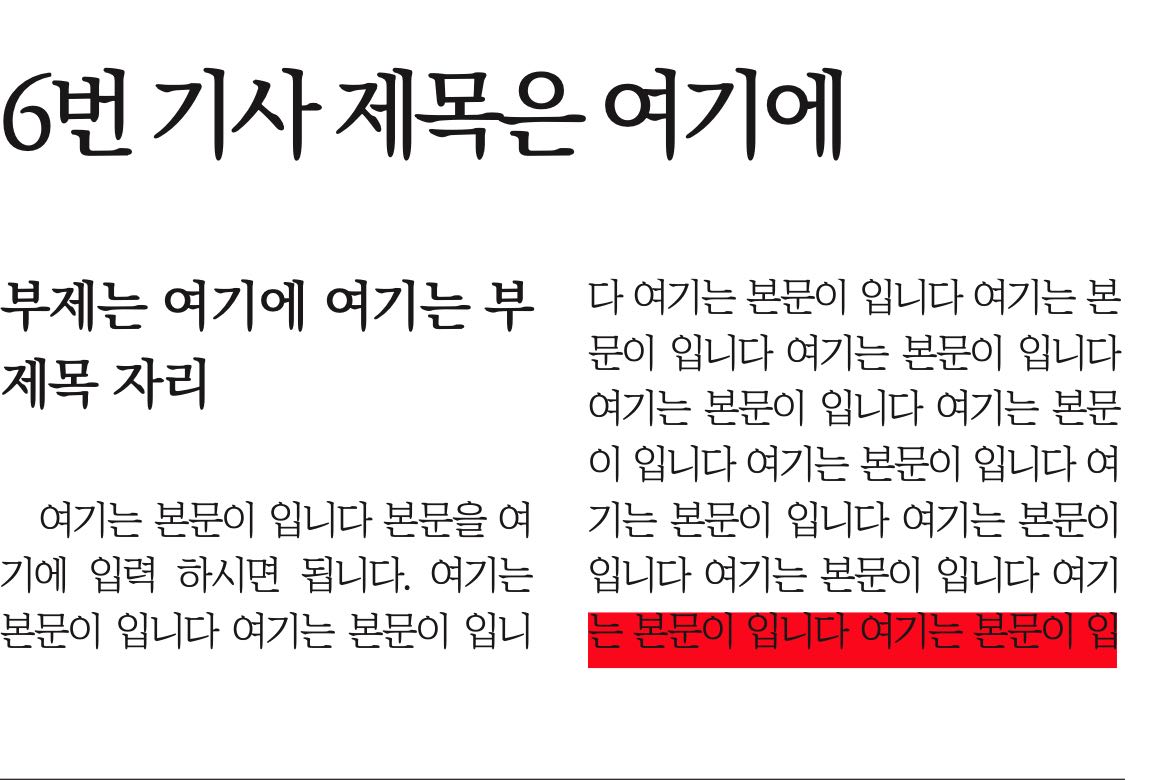 6번 기사 제목은 여기에
부제는 여기에 여기는 부
제목 자리
여기는 본문이 입니다 본문을 여
기에 입력 하시면 됩니다. 여기는
본문이 입니다 여기는 본문이 입니
다 여기는 본문이 입니다 여기는 본
문이 입니다 여기는 본문이 입니다
여기는 본문이 입니다 여기는 본문
이 입니다 여기는 본문이 입니다 여
기는 본문이 입니다 여기는 본문이
입니다 여기는 본문이 입니다 여기
는 본문이 입니다 여기는 본문이 입